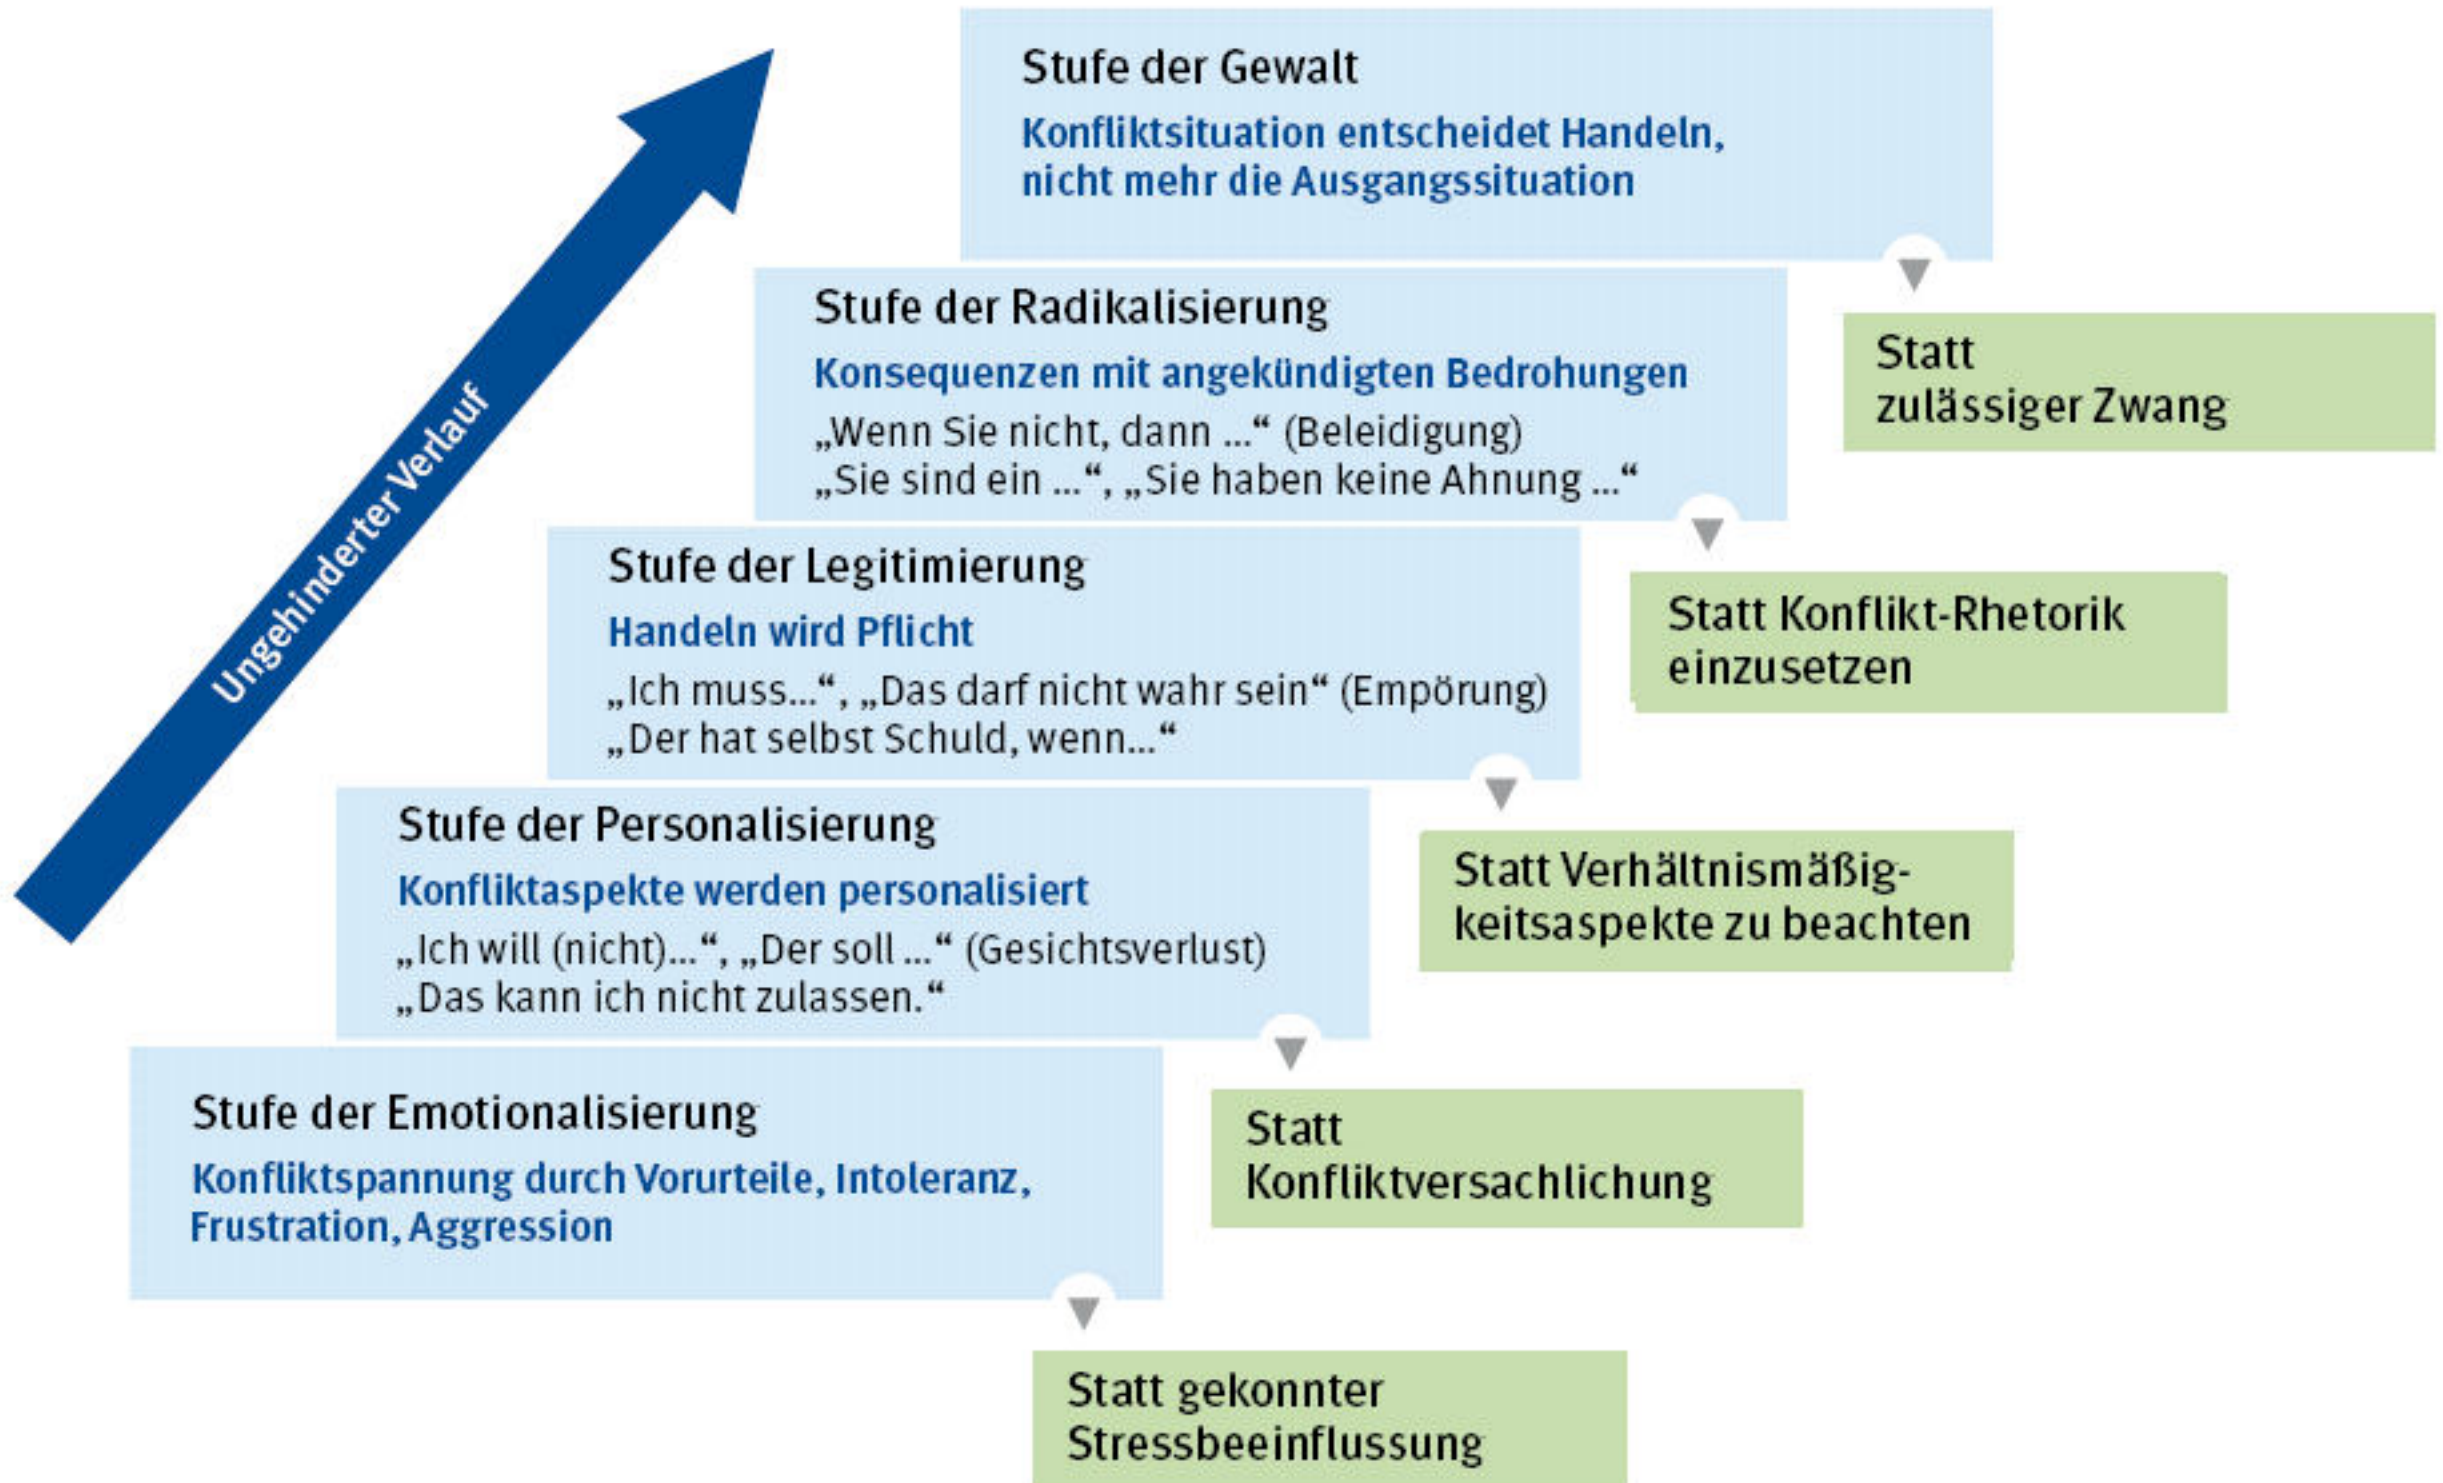 Stufe der Gewalt
Konfliktsituation entscheidet Handeln,
nicht mehr die Ausgangssituation
Statt
zulässiger Zwang
Stufe der Radikalisierung
Konsequenzen mit angekündigten Bedrohungen
„Wenn Sie nicht, dann ...“ (Beleidigung)
„Sie sind ein ...“, „Sie haben keine Ahnung ...“
Statt Konflikt-Rhetorik
einzusetzen
Stufe der Legitimierung
Handeln wird Pflicht
„Ich muss...“, „Das darf nicht wahr sein“ (Empörung)
„Der hat selbst Schuld, wenn...“
Statt Verhältnismäßig-
keitsaspekte zu beachten
Stufe der Personalisierung
Konfliktaspekte werden personalisiert
„Ich will (nicht)...“, „Der soll ...“ (Gesichtsverlust)
„Das kann ich nicht zulassen.“
Statt
Konfliktversachlichung
Stufe der Emotionalisierung
Konfliktspannung durch Vorurteile, Intoleranz,
Frustration, Aggression
Statt gekonnter
Stressbeeinflussung
Ungehinderter Verlauf